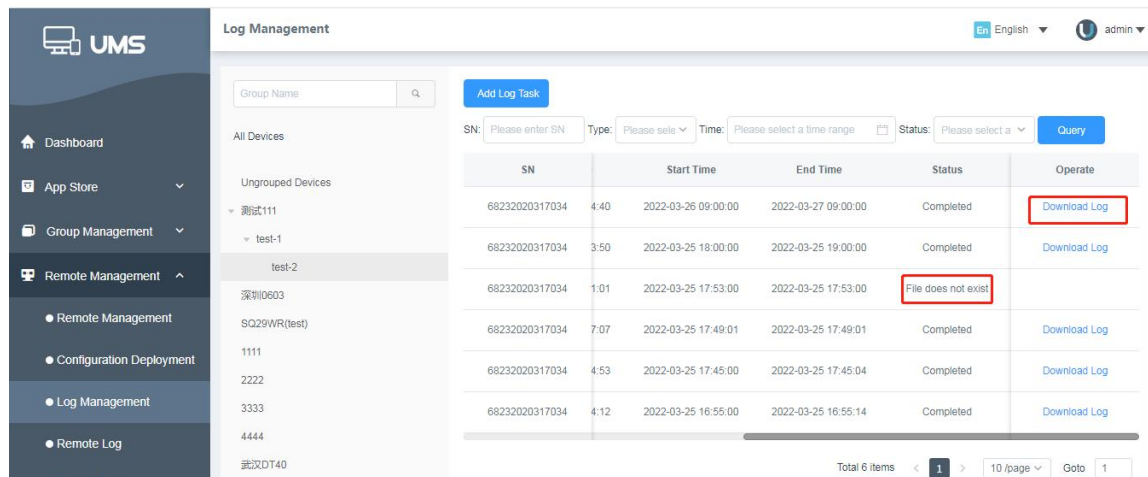 UMS
Log Management
En English
admin
Dashboard
App Store
Group Management
Remote Management
Remote Management
Configuration Deployment
Log Management
Remote Log
Group Name
All Devices
Ungrouped Devices
测试111
test-1
test-2
深圳0603
SQ29WR(test)
1111
2222
3333
4444
武汉DT40
Add Log Task
SN: Please enter SN Type: Please sele Time: Please select a time range Status: Please select a Query
SN Start Time End Time Status Operate
68232020317034 4:40 2022-03-26 09:00:00 2022-03-27 09:00:00 Completed Download Log
68232020317034 3:50 2022-03-25 18:00:00 2022-03-25 19:00:00 Completed Download Log
68232020317034 1:01 2022-03-25 17:53:00 2022-03-25 17:53:00 File does not exist
68232020317034 7:07 2022-03-25 17:49:01 2022-03-25 17:49:01 Completed Download Log
68232020317034 4:53 2022-03-25 17:45:00 2022-03-25 17:45:04 Completed Download Log
68232020317034 4:12 2022-03-25 16:55:00 2022-03-25 16:55:14 Completed Download Log
Total 6 items < 1 > 10 /page Goto 1